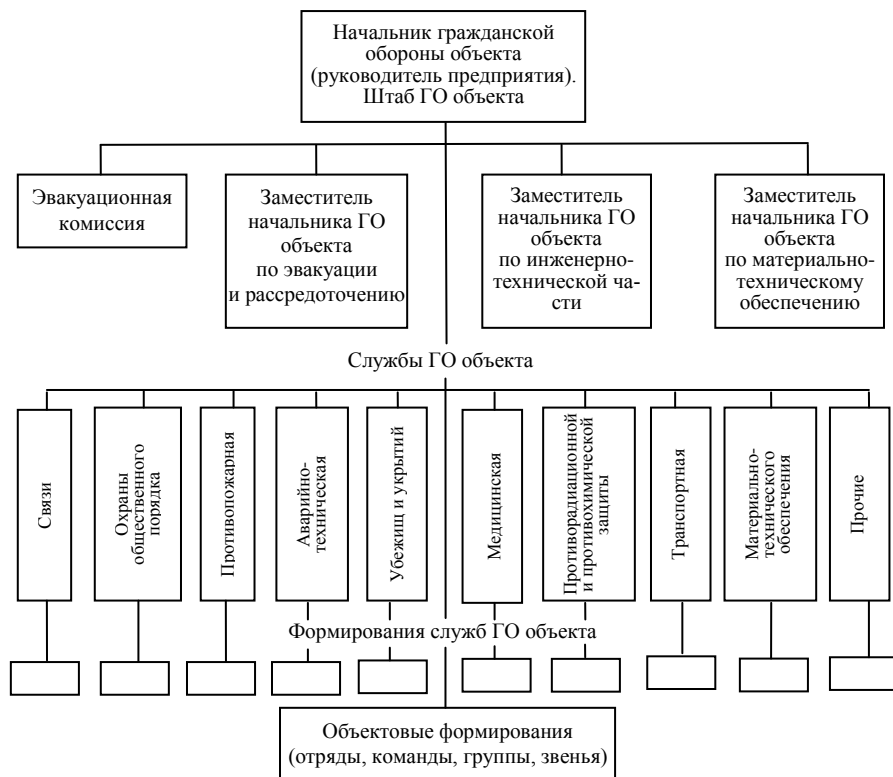 Начальник гражданской
обороны объекта
(руководитель предприятия).
Штаб ГО объекта
Эвакуационная
комиссия
Заместитель
начальника ГО
объекта
по эвакуации
и рассредоточению
Заместитель
начальника ГО
объекта
по инженерно-
технической ча-
сти
Заместитель
начальника ГО
объекта
по материально-
техническому
обеспечению
Службы ГО объекта
Связи
Охраны
общественного
порядка
Противопожарная
Аварийно-
техническая
Убежищ и укрытий
Медицинская
Противорадиационной
и противохимической
защиты
Транспортная
Материально-
технического
обеспечения
Прочие
Формирования служб ГО объекта
Объектовые формирования
(отряды, команды, группы, звенья)